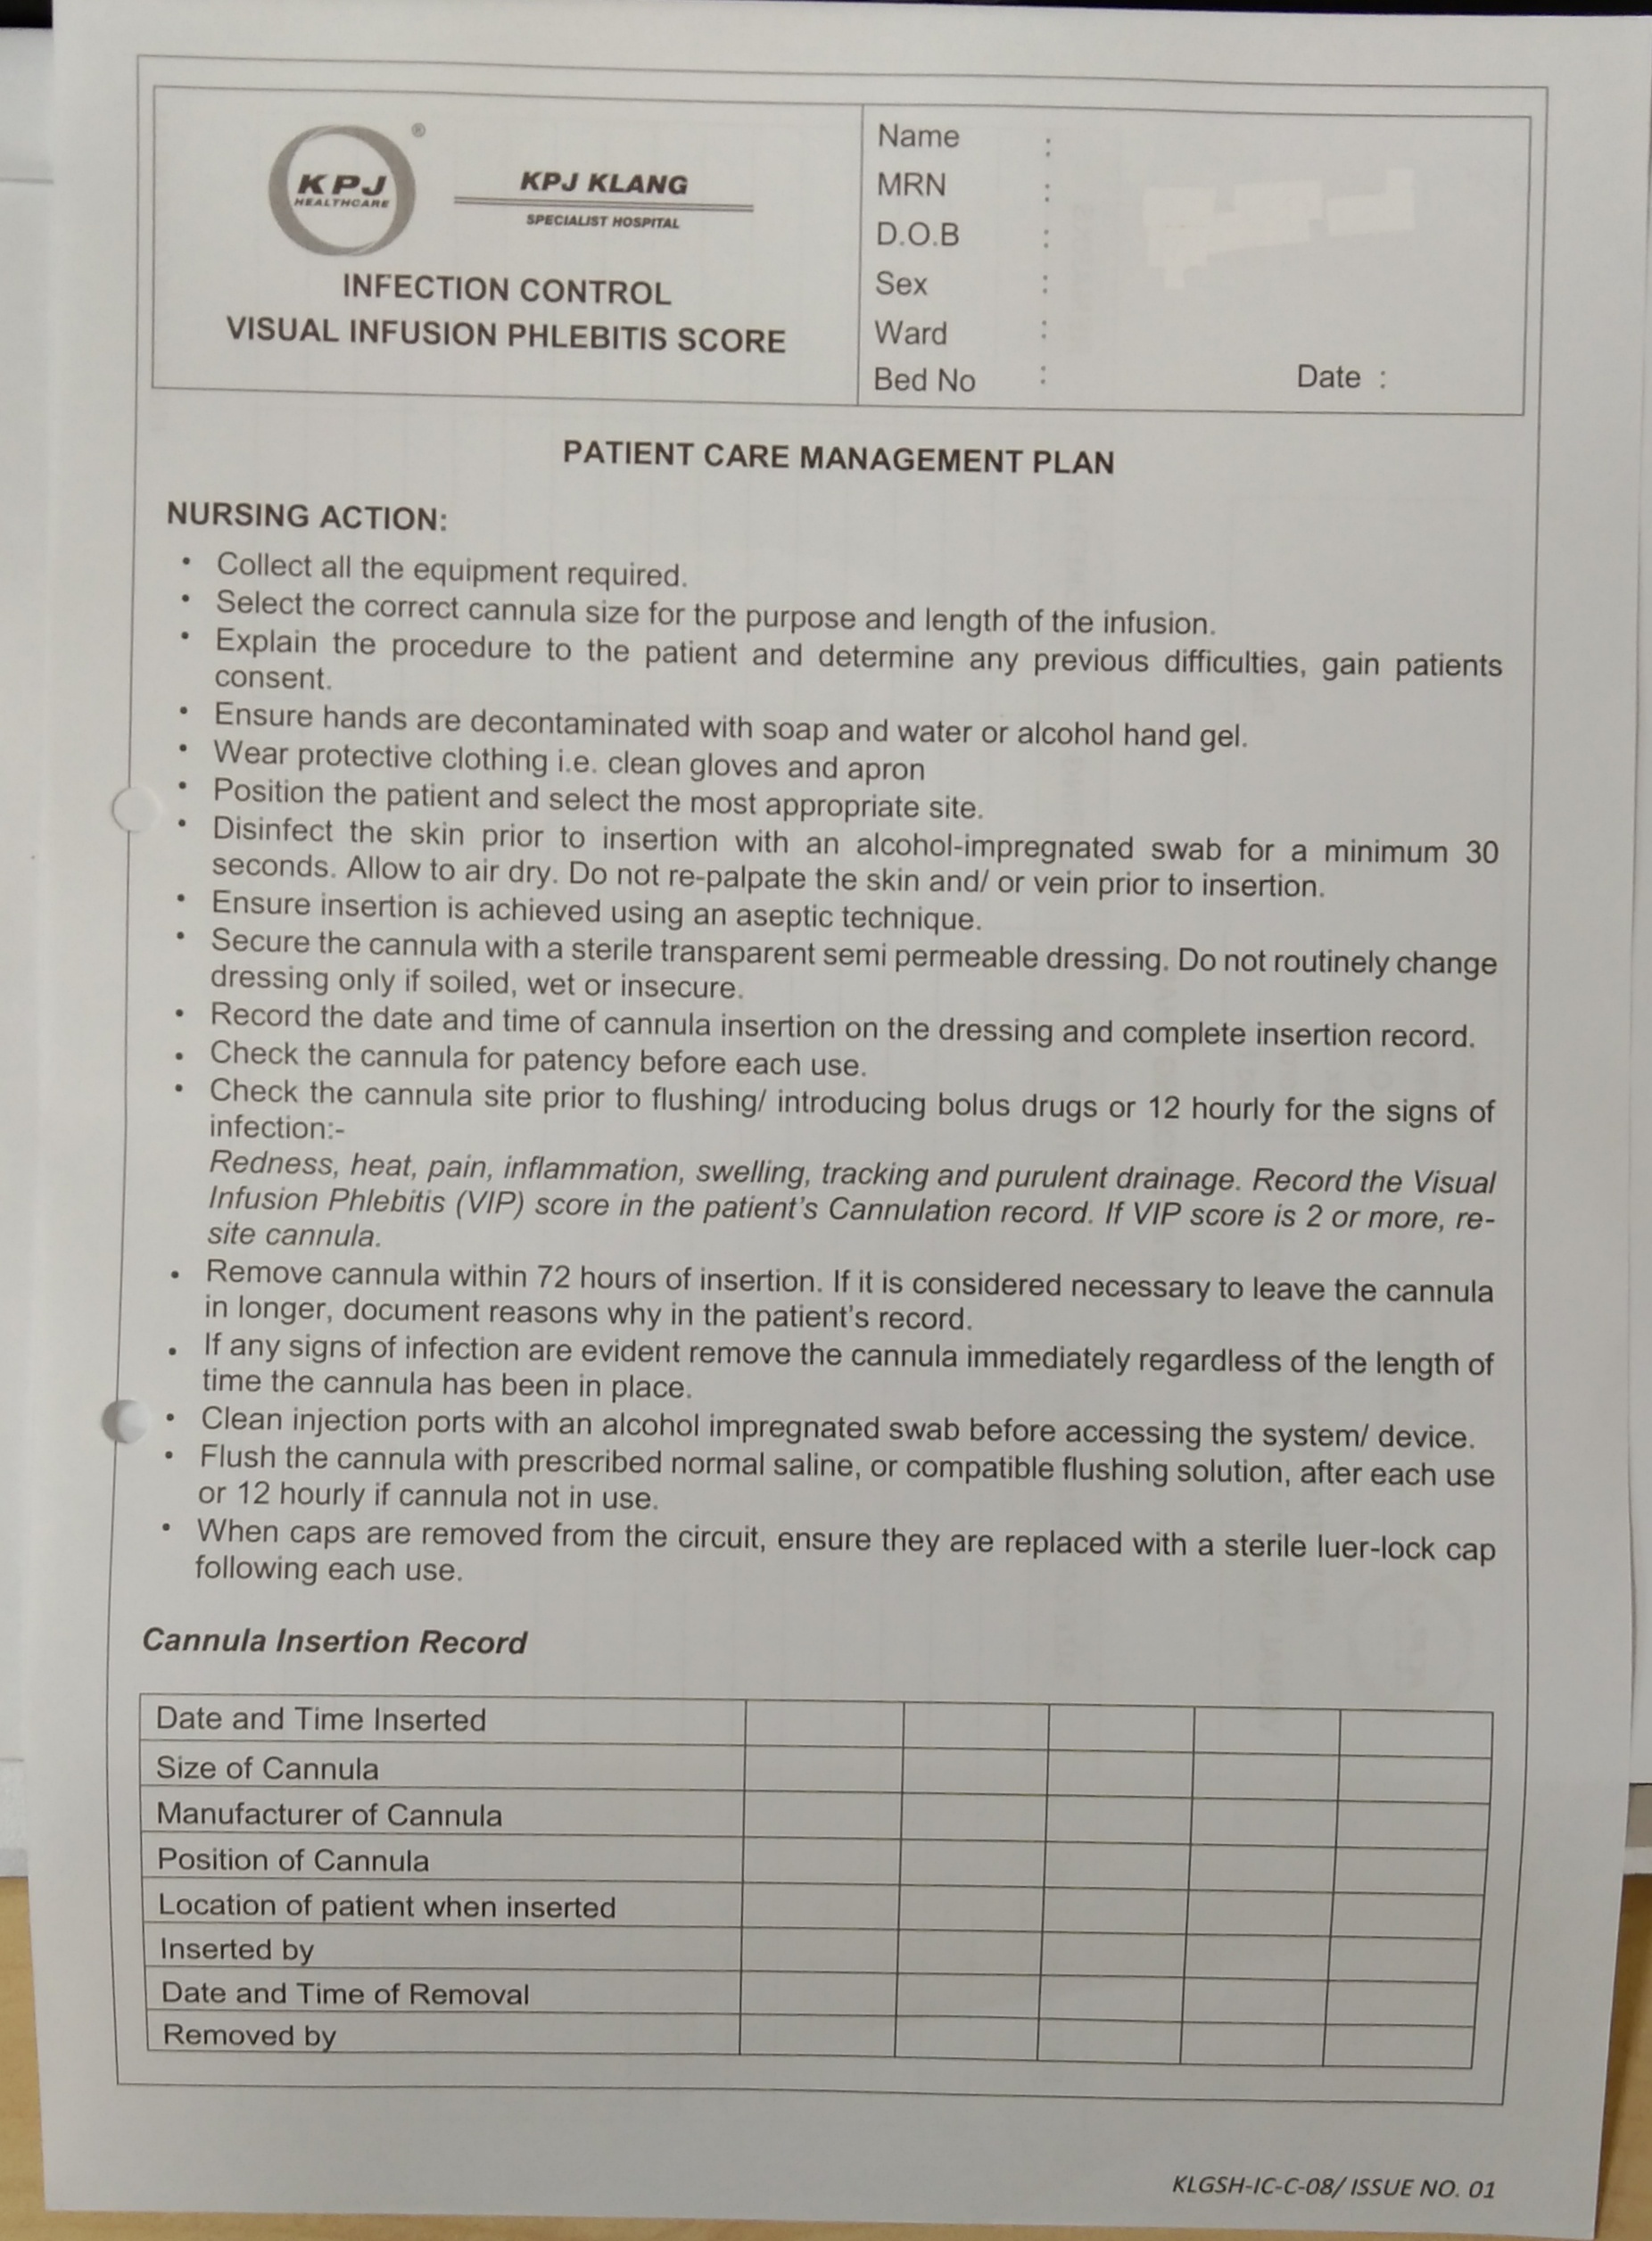 ®
KPJ
HEALTHCARE
KPJ KLANG
SPECIALIST HOSPITAL
INFECTION CONTROL
VISUAL INFUSION PHLEBITIS SCORE
Name :
MRN :
D.O.B :
Sex :
Ward :
Bed No : Date :
PATIENT CARE MANAGEMENT PLAN
NURSING ACTION:
• Collect all the equipment required.
• Select the correct cannula size for the purpose and length of the infusion.
• Explain the procedure to the patient and determine any previous difficulties, gain patients
consent.
• Ensure hands are decontaminated with soap and water or alcohol hand gel.
• Wear protective clothing i.e. clean gloves and apron
• Position the patient and select the most appropriate site.
• Disinfect the skin prior to insertion with an alcohol-impregnated swab for a minimum 30
seconds. Allow to air dry. Do not re-palpate the skin and/ or vein prior to insertion.
• Ensure insertion is achieved using an aseptic technique.
• Secure the cannula with a sterile transparent semi permeable dressing. Do not routinely change
dressing only if soiled, wet or insecure.
• Record the date and time of cannula insertion on the dressing and complete insertion record.
• Check the cannula for patency before each use.
• Check the cannula site prior to flushing/ introducing bolus drugs or 12 hourly for the signs of
infection:-
Redness, heat, pain, inflammation, swelling, tracking and purulent drainage. Record the Visual
Infusion Phlebitis (VIP) score in the patient's Cannulation record. If VIP score is 2 or more, re-
site cannula.
• Remove cannula within 72 hours of insertion. If it is considered necessary to leave the cannula
in longer, document reasons why in the patient's record.
• If any signs of infection are evident remove the cannula immediately regardless of the length of
time the cannula has been in place.
• Clean injection ports with an alcohol impregnated swab before accessing the system/ device.
• Flush the cannula with prescribed normal saline, or compatible flushing solution, after each use
or 12 hourly if cannula not in use.
• When caps are removed from the circuit, ensure they are replaced with a sterile luer-lock cap
following each use.
Cannula Insertion Record
Date and Time Inserted
Size of Cannula
Manufacturer of Cannula
Position of Cannula
Location of patient when inserted
Inserted by
Date and Time of Removal
Removed by
KLGSH-IC-C-08/ ISSUE NO. 01